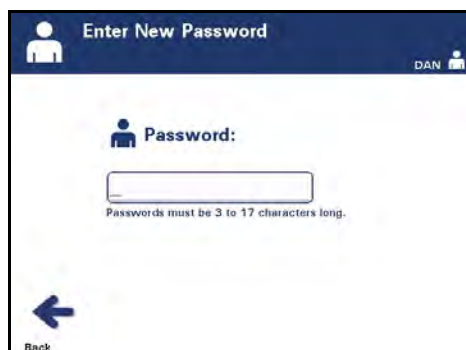 Enter New Password
DAN
Password:
_
Passwords must be 3 to 17 characters long.
Back